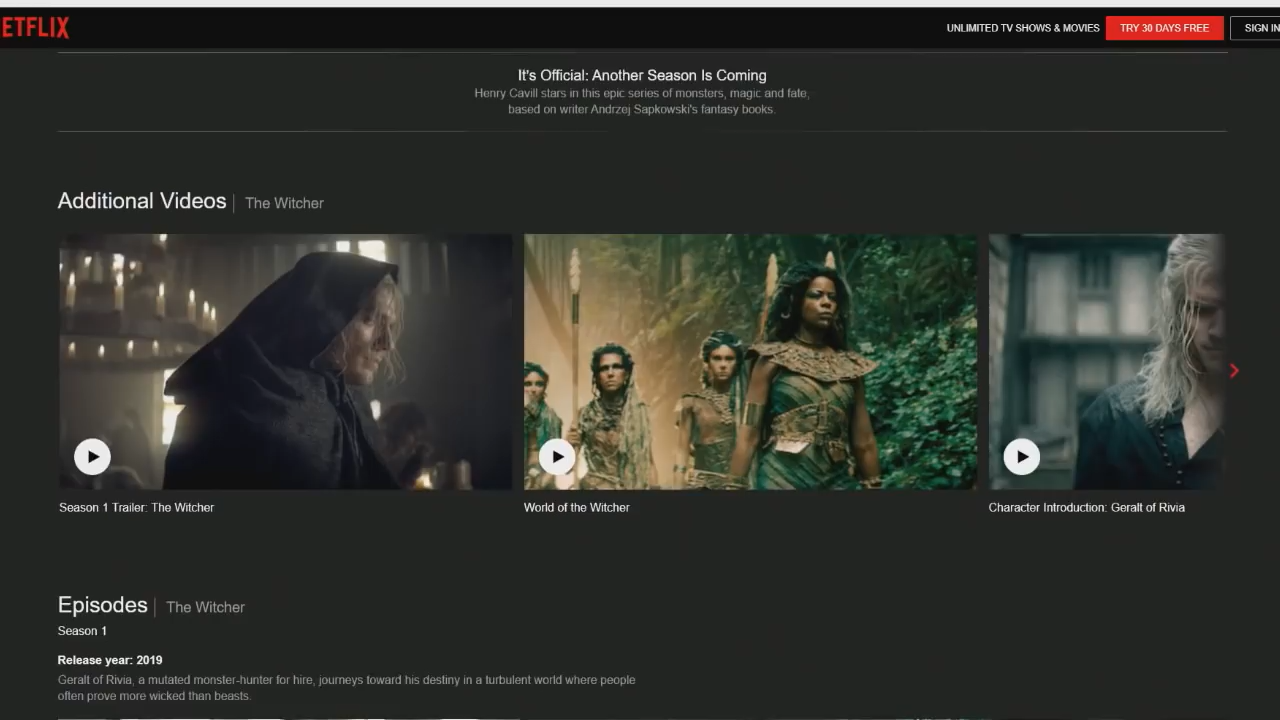 ETFLIX
UNLIMITED TV SHOWS & MOVIES
TRY 30 DAYS FREE
SIGN IN
It's Official: Another Season Is Coming
Henry Cavill stars in this epic series of monsters, magic and fate,
based on writer Andrzej Sapkowski's fantasy books.
Additional Videos | The Witcher
Season 1 Trailer: The Witcher
World of the Witcher
Character Introduction: Geralt of Rivia
Episodes | The Witcher
Season 1
Release year: 2019
Geralt of Rivia, a mutated monster-hunter for hire, journeys toward his destiny in a turbulent world where people
often prove more wicked than beasts.